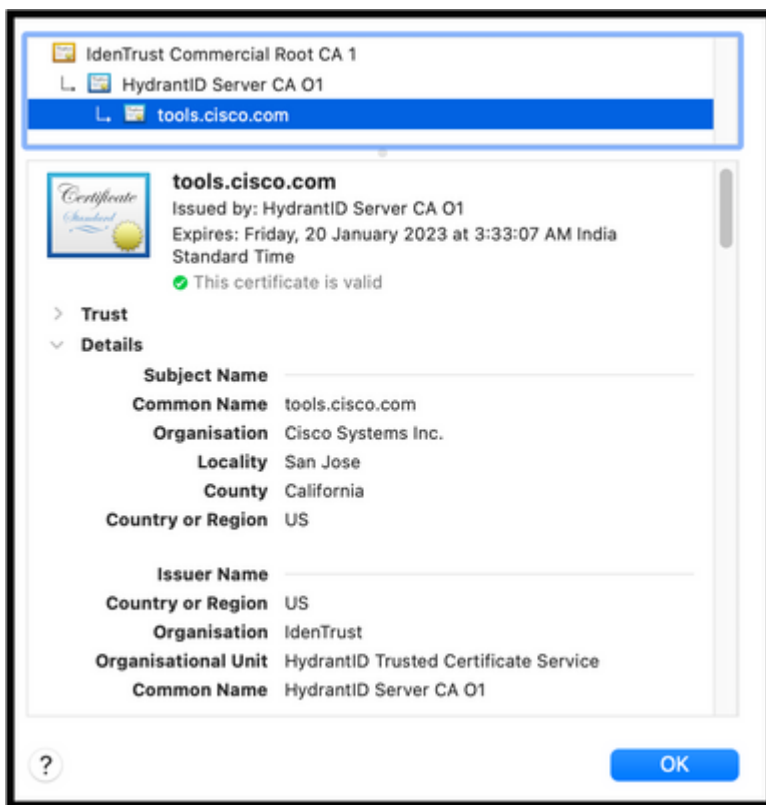 IdenTrust Commercial Root CA 1
HydrantID Server CA O1
tools.cisco.com
Certificate
Standard
tools.cisco.com
Issued by: HydrantID Server CA O1
Expires: Friday, 20 January 2023 at 3:33:07 AM India
Standard Time
This certificate is valid
Trust
Details
Subject Name
Common Name tools.cisco.com
Organisation Cisco Systems Inc.
Locality San Jose
County California
Country or Region US
Issuer Name
Country or Region US
Organisation IdenTrust
Organisational Unit HydrantID Trusted Certificate Service
Common Name HydrantID Server CA O1
? OK